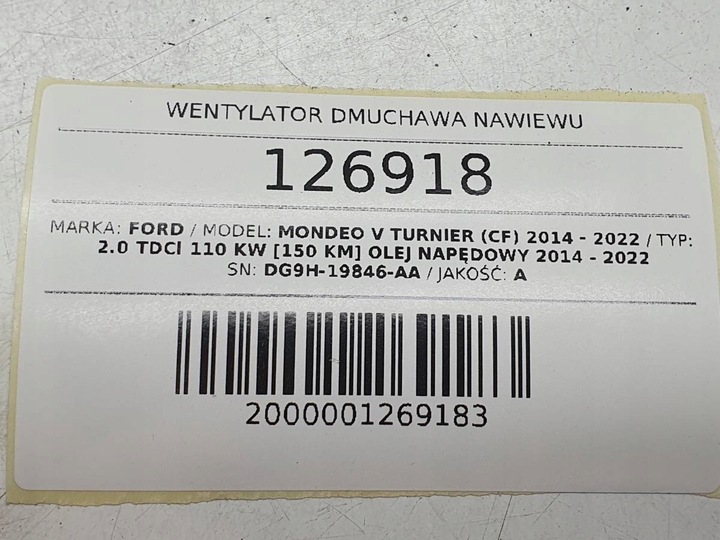 WENTYLATOR DMUCHAWA NAWIEWU
126918
MARKA: FORD / MODEL: MONDEO V TURNIER (CF) 2014 - 2022 / TYP:
2.0 TDCI 110 KW [150 KM] OLEJ NAPĘDOWY 2014 - 2022
SN: DG9H-19846-AA / JAKOŚĆ: A
2000001269183